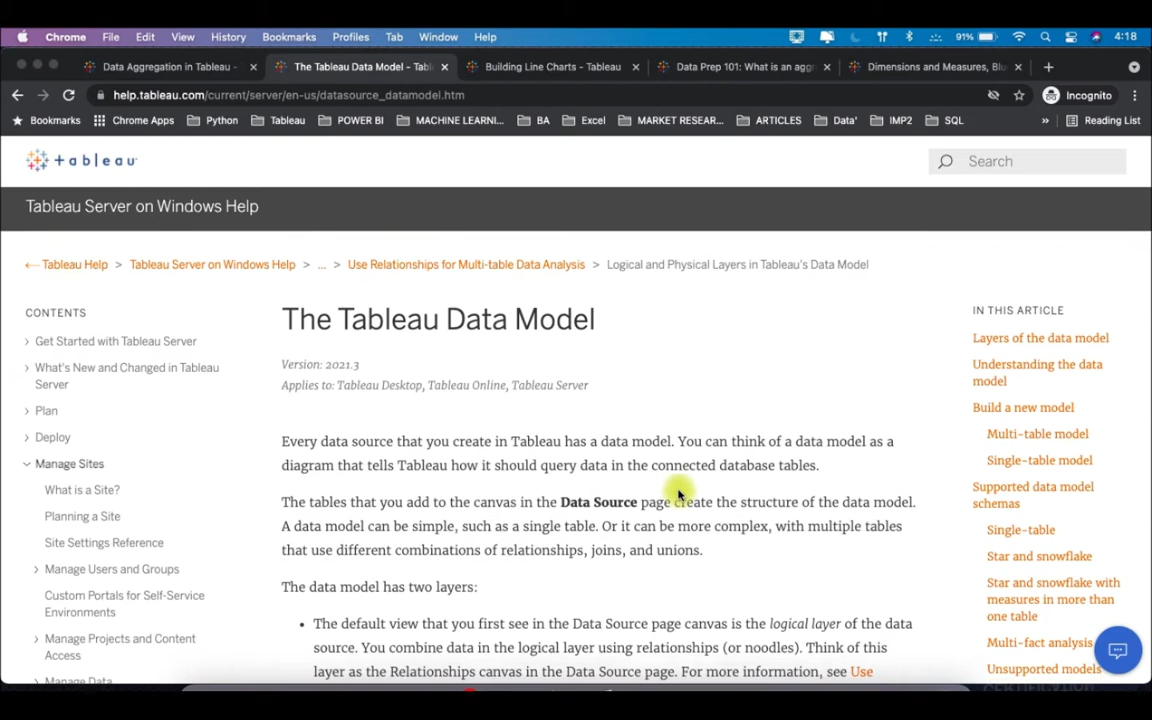 Chrome File Edit View History Bookmarks Profiles Tab Window Help 91% 4:18
Data Aggregation in Tableau - The Tableau Data Model - Tabl Building Line Charts - Tableau Data Prep 101: What is an aggr Dimensions and Measures, Blu
help.tableau.com/current/server/en-us/datasource_datamodel.htm Incognito
Bookmarks Chrome Apps Python Tableau POWER BI MACHINE LEARNI... BA Excel MARKET RESEAR... ARTICLES Data' IMP2 SQL » Reading List
+ a b l e a u Search
Tableau Server on Windows Help
← Tableau Help > Tableau Server on Windows Help > ... > Use Relationships for Multi-table Data Analysis > Logical and Physical Layers in Tableau's Data Model
CONTENTS
Get Started with Tableau Server
What's New and Changed in Tableau
Server
Plan
Deploy
Manage Sites
What is a Site?
Planning a Site
Site Settings Reference
Manage Users and Groups
Custom Portals for Self-Service
Environments
Manage Projects and Content
Access
Manage Data
The Tableau Data Model
Version: 2021.3
Applies to: Tableau Desktop, Tableau Online, Tableau Server
Every data source that you create in Tableau has a data model. You can think of a data model as a
diagram that tells Tableau how it should query data in the connected database tables.
The tables that you add to the canvas in the Data Source page create the structure of the data model.
A data model can be simple, such as a single table. Or it can be more complex, with multiple tables
that use different combinations of relationships, joins, and unions.
The data model has two layers:
• The default view that you first see in the Data Source page canvas is the logical layer of the data
source. You combine data in the logical layer using relationships (or noodles). Think of this
layer as the Relationships canvas in the Data Source page. For more information, see Use
IN THIS ARTICLE
Layers of the data model
Understanding the data
model
Build a new model
Multi-table model
Single-table model
Supported data model
schemas
Single-table
Star and snowflake
Star and snowflake with
measures in more than
one table
Multi-fact analysis
Unsupported models